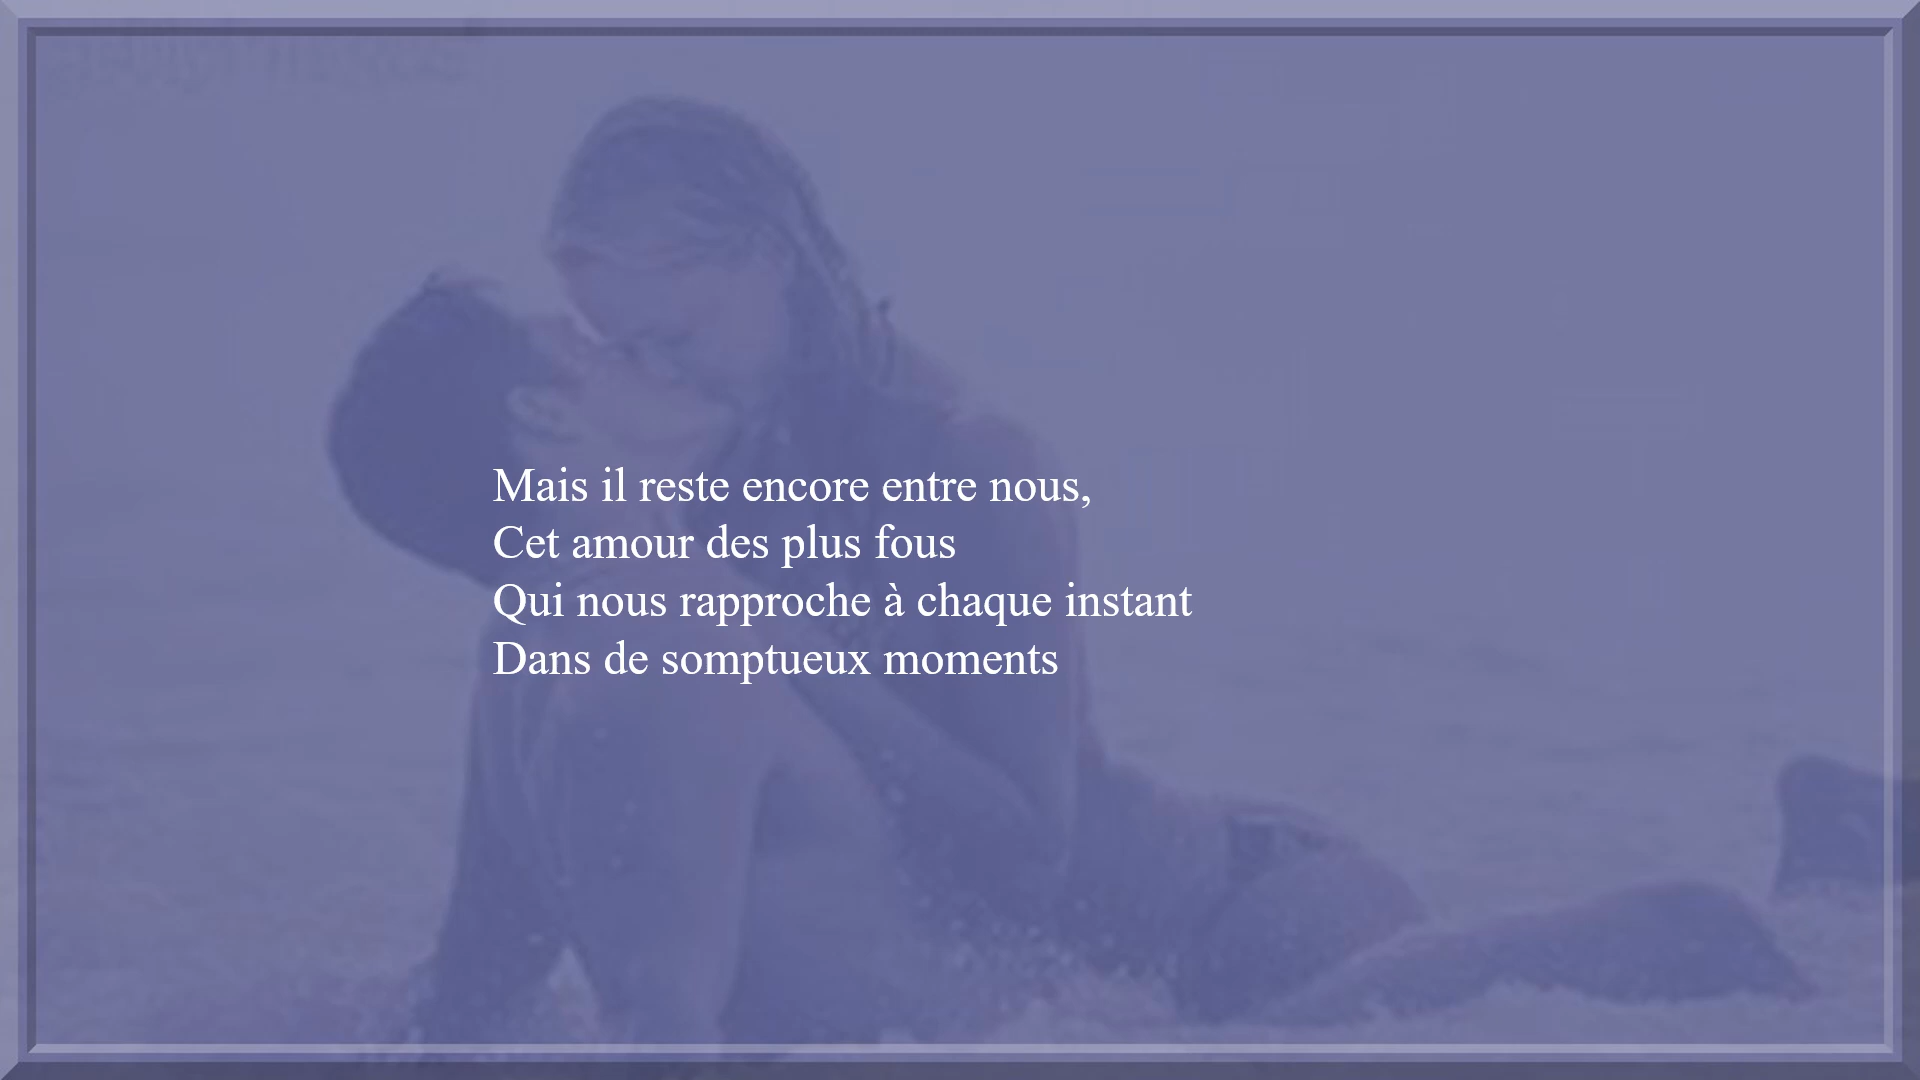 Mais il reste encore entre nous,
Cet amour des plus fous
Qui nous rapproche à chaque instant
Dans de somptueux moments